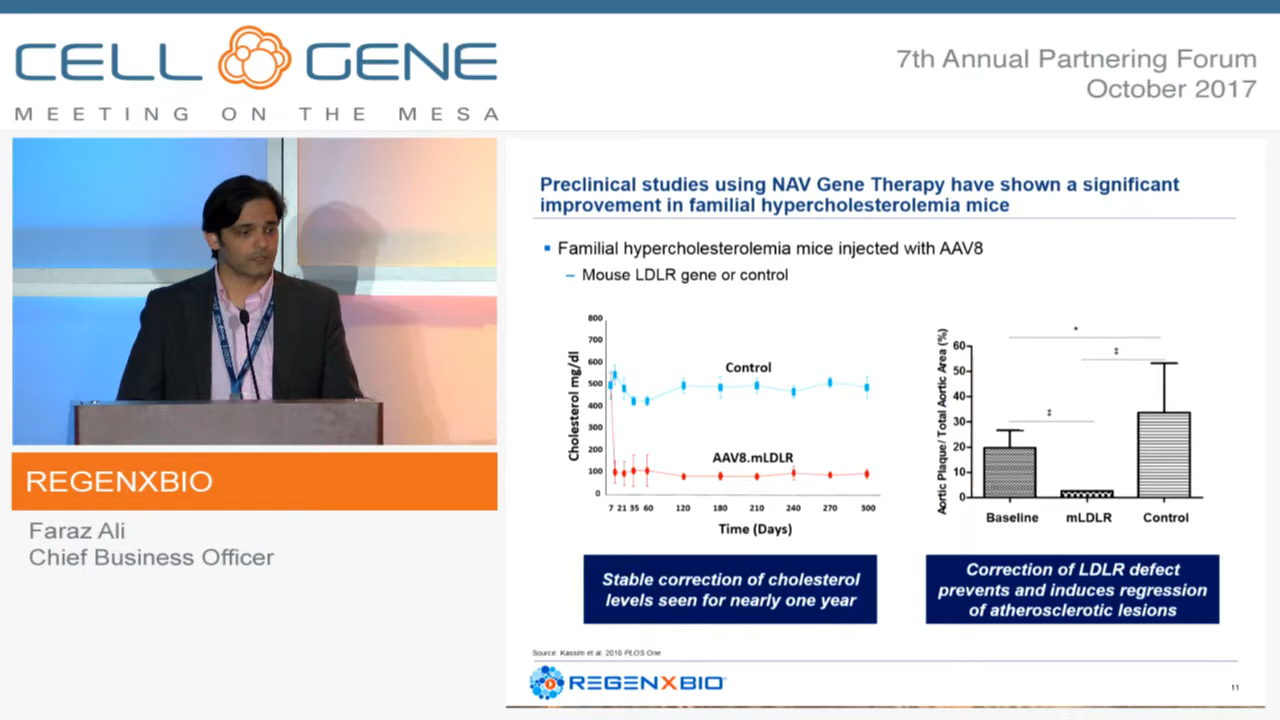 CELL GENE
MEETING ON THE MESA
7th Annual Partnering Forum
October 2017
REGENXBIO
Faraz Ali
Chief Business Officer
Preclinical studies using NAV Gene Therapy have shown a significant
improvement in familial hypercholesterolemia mice
▪ Familial hypercholesterolemia mice injected with AAV8
– Mouse LDLR gene or control
Cholesterol mg/dl
800
700
600
500
400
300
200
100
0
Control
AAV8.mLDLR
7 21 35 60 120 180 210 240 270 300
Time (Days)
Aortic Plaque/ Total Aortic Area (%)
60
50
40
30
20
10
0
*
‡
‡
Baseline mLDLR Control
Stable correction of cholesterol
levels seen for nearly one year
Correction of LDLR defect
prevents and induces regression
of atherosclerotic lesions
Source: Kassim et al. 2010 PLOS One
REGENXBIO
11